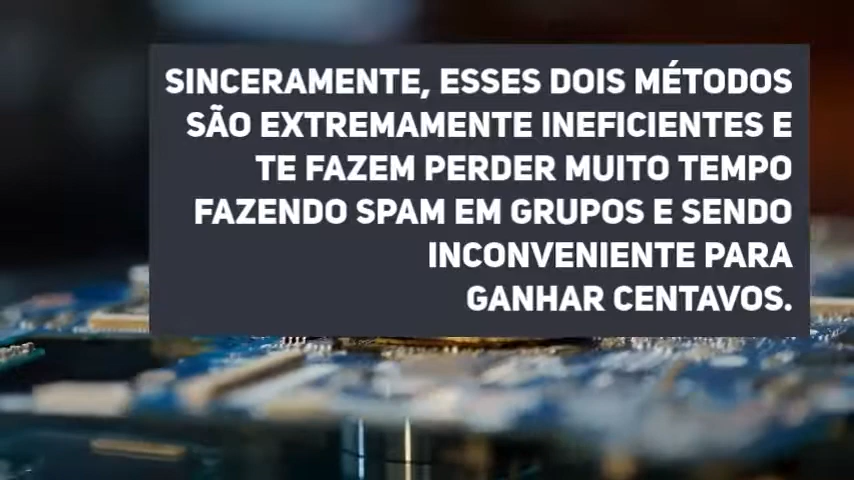 SINCERAMENTE, ESSES DOIS MÉTODOS
SÃO EXTREMAMENTE INEFICIENTES E
TE FAZEM PERDER MUITO TEMPO
FAZENDO SPAM EM GRUPOS E SENDO
INCONVENIENTE PARA
GANHAR CENTAVOS.